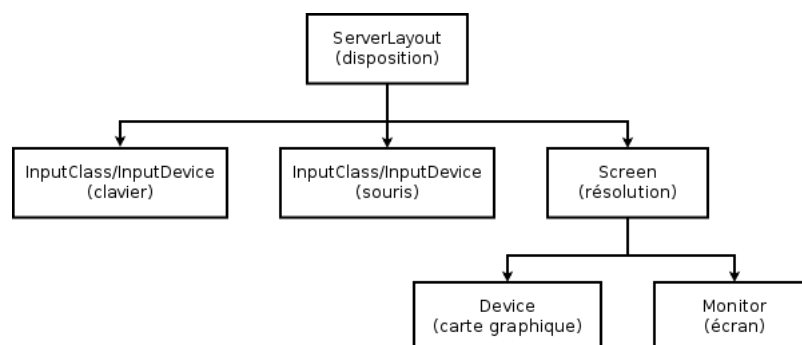 ServerLayout
(disposition)
InputClass/InputDevice
(clavier)
InputClass/InputDevice
(souris)
Screen
(résolution)
Device
(carte graphique)
Monitor
(écran)